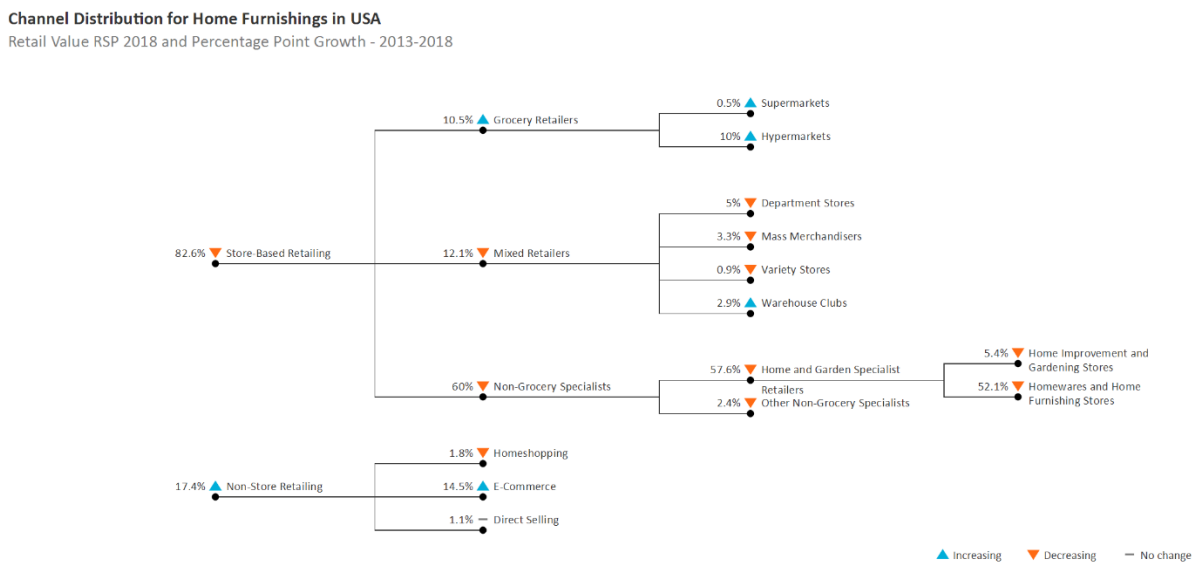 Channel Distribution for Home Furnishings in USA
Retail Value RSP 2018 and Percentage Point Growth - 2013-2018
0.5% Supermarkets
10.5% Grocery Retailers
10% Hypermarkets
5% Department Stores
3.3% Mass Merchandisers
82.6% Store-Based Retailing
12.1% Mixed Retailers
0.9% Variety Stores
2.9% Warehouse Clubs
5.4% Home Improvement and
Gardening Stores
57.6% Home and Garden Specialist
Retailers
60% Non-Grocery Specialists
52.1% Homewares and Home
Furnishing Stores
2.4% Other Non-Grocery Specialists
1.8% Homeshopping
17.4% Non-Store Retailing
14.5% E-Commerce
1.1% Direct Selling
Increasing
Decreasing
No change